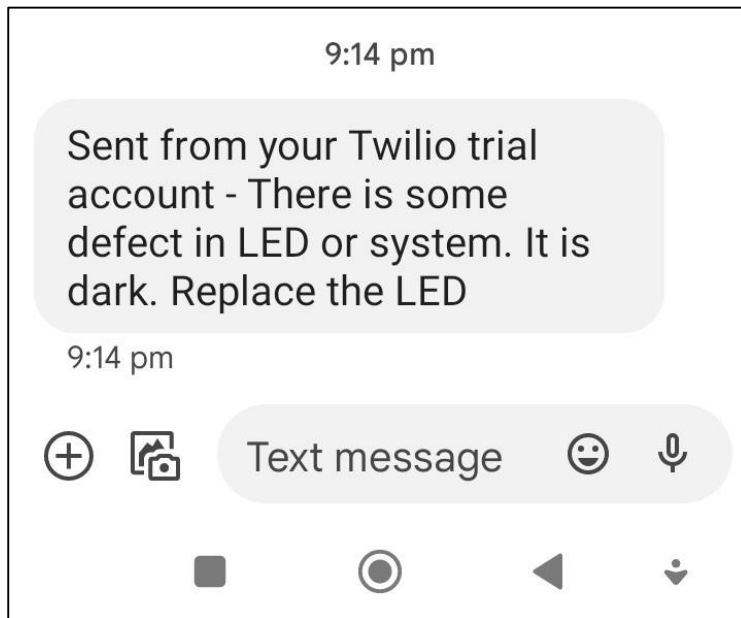 9:14 pm
Sent from your Twilio trial
account - There is some
defect in LED or system. It is
dark. Replace the LED
9:14 pm
Text message